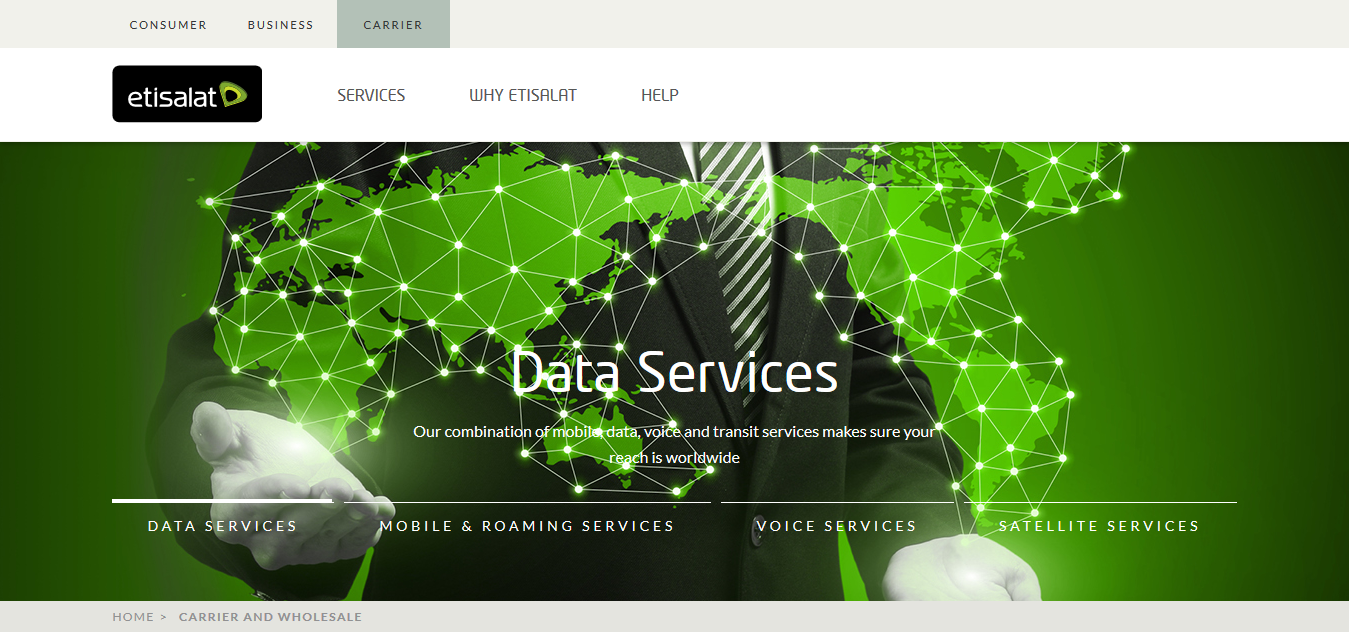 CONSUMER BUSINESS CARRIER
etisalat SERVICES WHY ETISALAT HELP
Data Services
Our combination of mobile, data, voice and transit services makes sure your
reach is worldwide
DATA SERVICES MOBILE & ROAMING SERVICES VOICE SERVICES SATELLITE SERVICES
HOME > CARRIER AND WHOLESALE